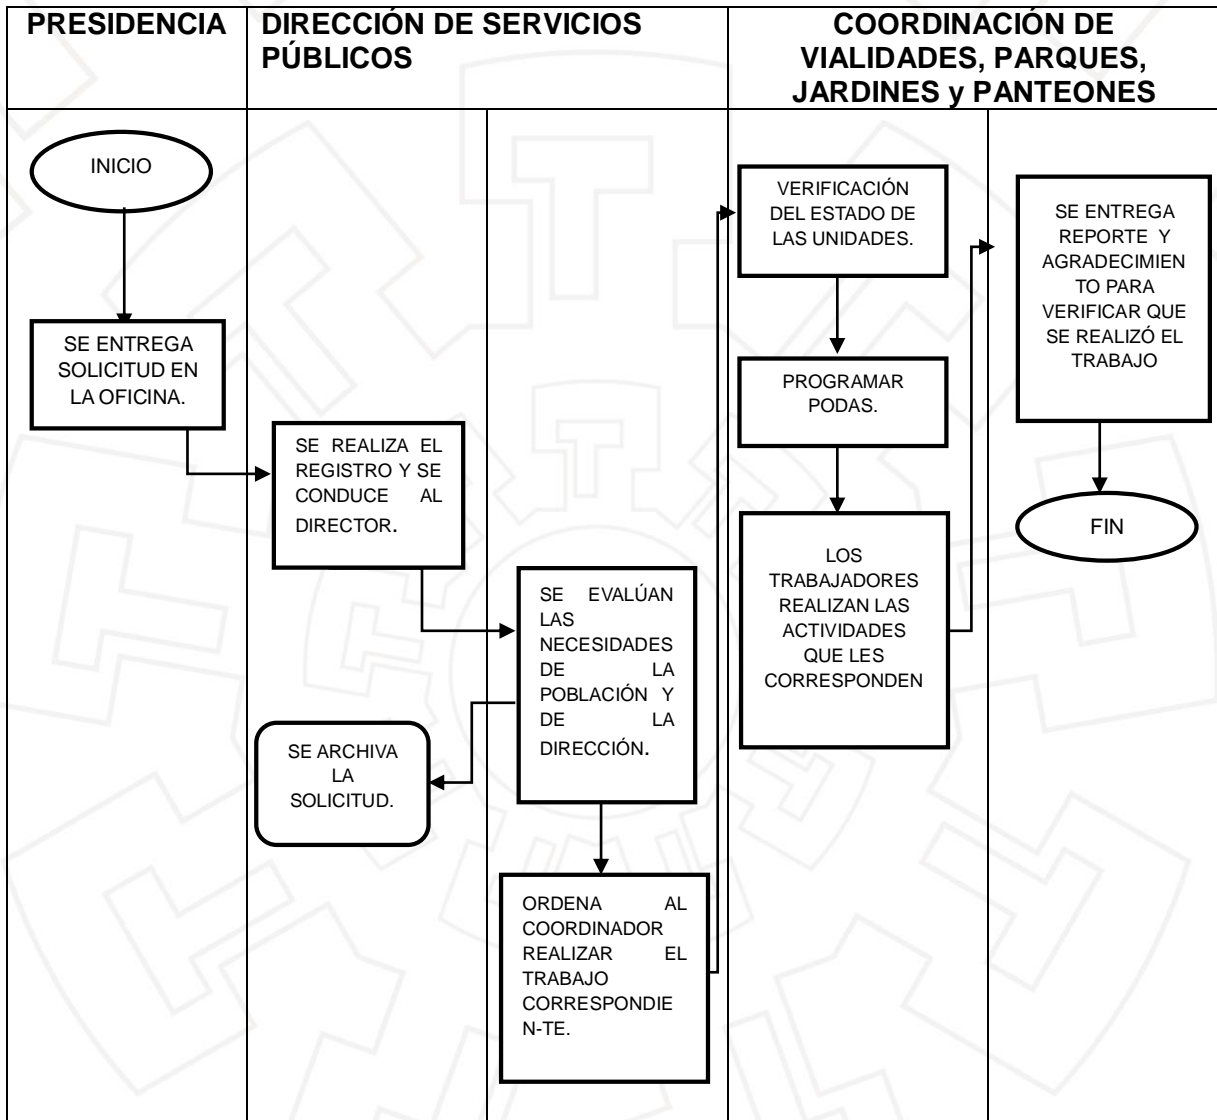 PRESIDENCIA
DIRECCIÓN DE SERVICIOS
PÚBLICOS
COORDINACIÓN DE
VIALIDADES, PARQUES,
JARDINES y PANTEONES
INICIO
SE ENTREGA
SOLICITUD EN
LA OFICINA.
SE REALIZA EL
REGISTRO Y SE
CONDUCE AL
DIRECTOR.
SE EVALÚAN
LAS
NECESIDADES
DE LA
POBLACIÓN Y
DE LA
DIRECCIÓN.
SE ARCHIVA
LA
SOLICITUD.
ORDENA AL
COORDINADOR
REALIZAR EL
TRABAJO
CORRESPONDIE
N-TE.
VERIFICACIÓN
DEL ESTADO DE
LAS UNIDADES.
PROGRAMAR
PODAS.
LOS
TRABAJADORES
REALIZAN LAS
ACTIVIDADES
QUE LES
CORRESPONDEN
SE ENTREGA
REPORTE Y
AGRADECIMIEN
TO PARA
VERIFICAR QUE
SE REALIZÓ EL
TRABAJO
FIN